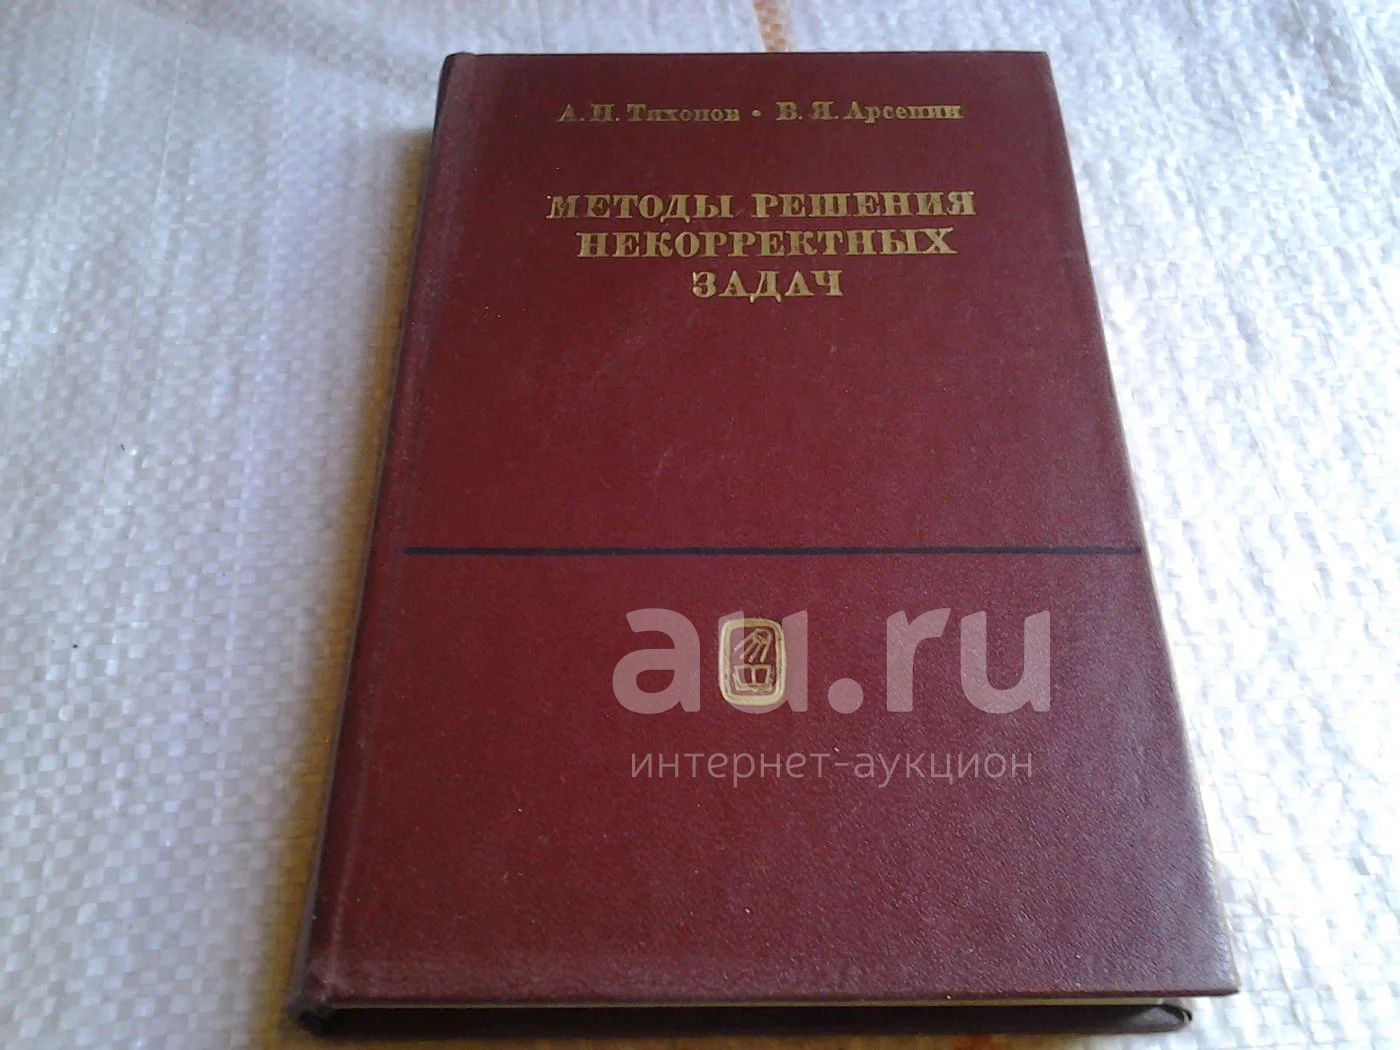 А. Н. Тихонов • В. Я. Арсенин
МЕТОДЫ РЕШЕНИЯ
НЕКОРРЕКТНЫХ
ЗАДАЧ
au.ru
интернет-аукцион